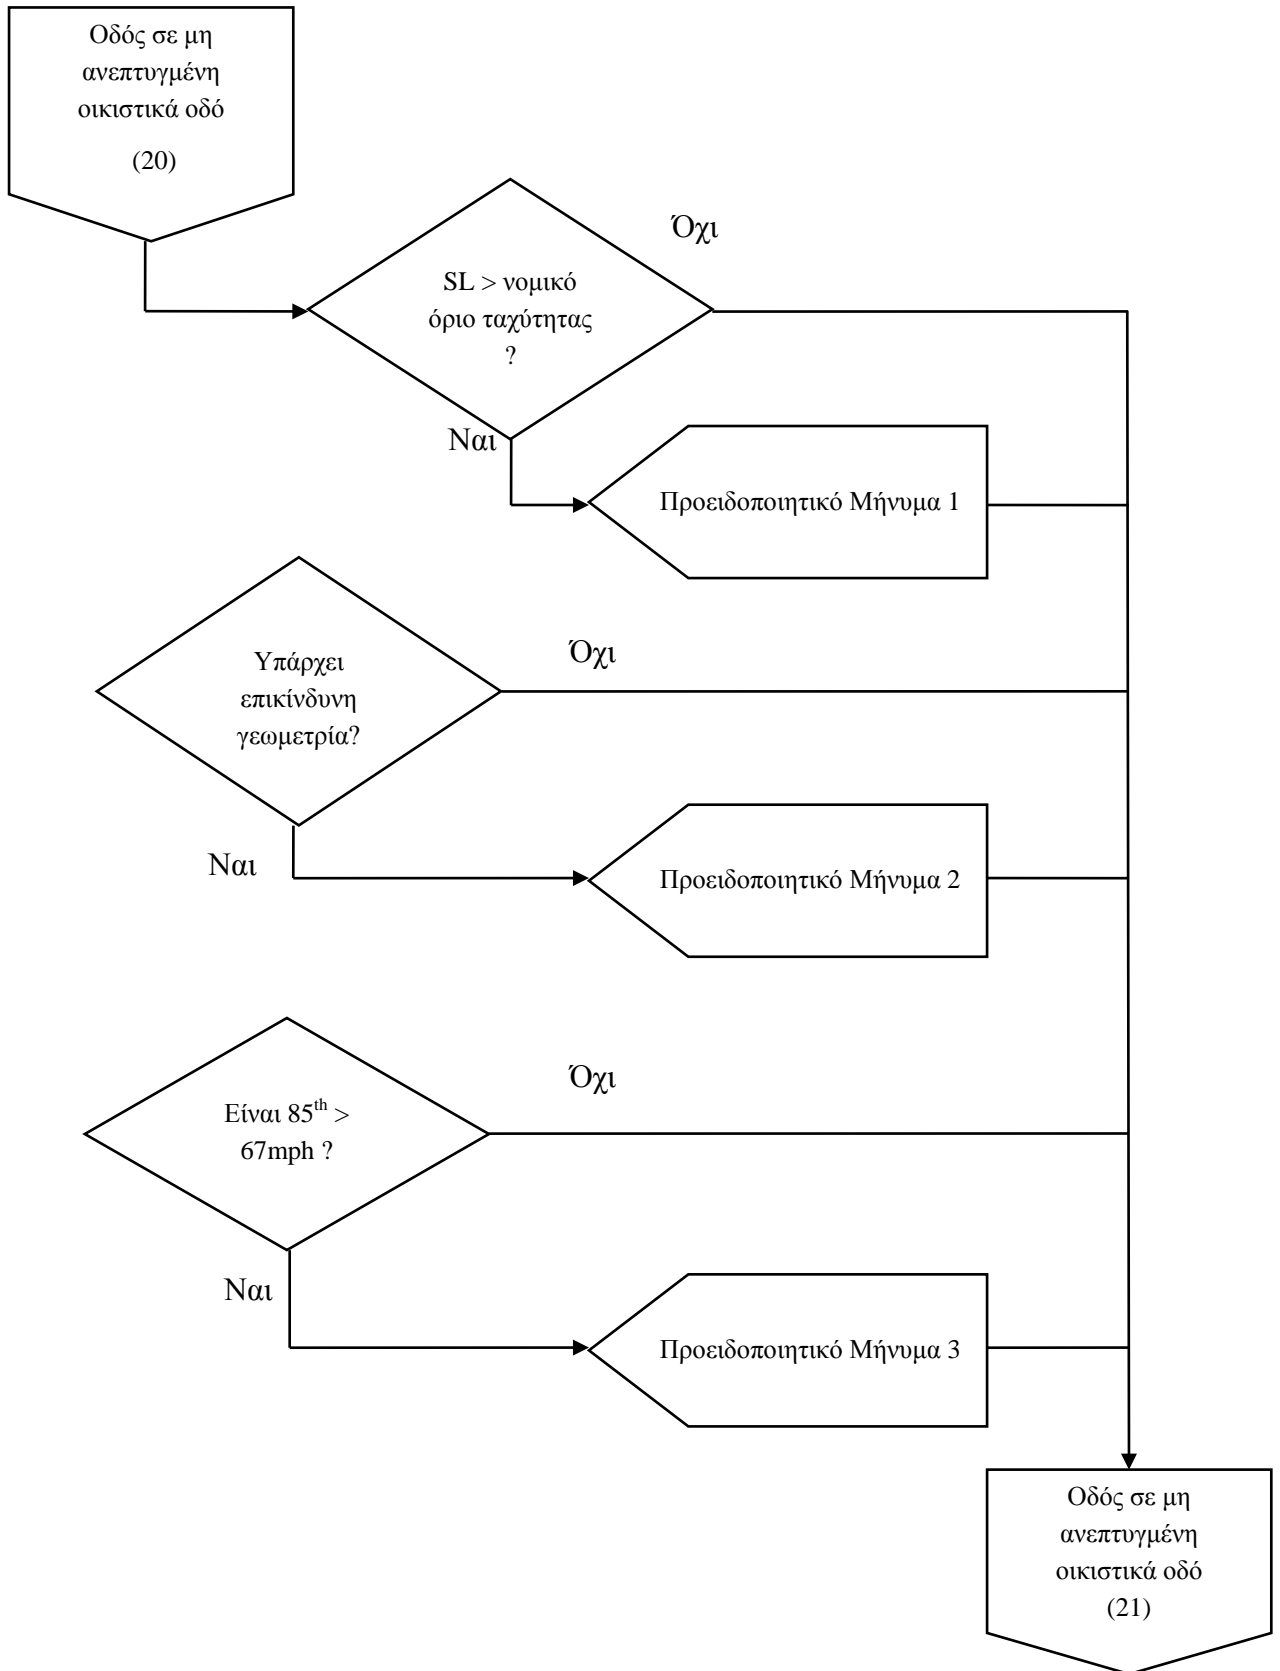 Οδός σε μη
ανεπτυγμένη
οικιστικά οδό
(20)
Όχι
SL > νομικό
όριο ταχύτητας
?
Ναι
Προειδοποιητικό Μήνυμα 1
Όχι
Υπάρχει
επικίνδυνη
γεωμετρία?
Ναι
Προειδοποιητικό Μήνυμα 2
Όχι
Είναι 85th >
67mph ?
Ναι
Προειδοποιητικό Μήνυμα 3
Οδός σε μη
ανεπτυγμένη
οικιστικά οδό
(21)